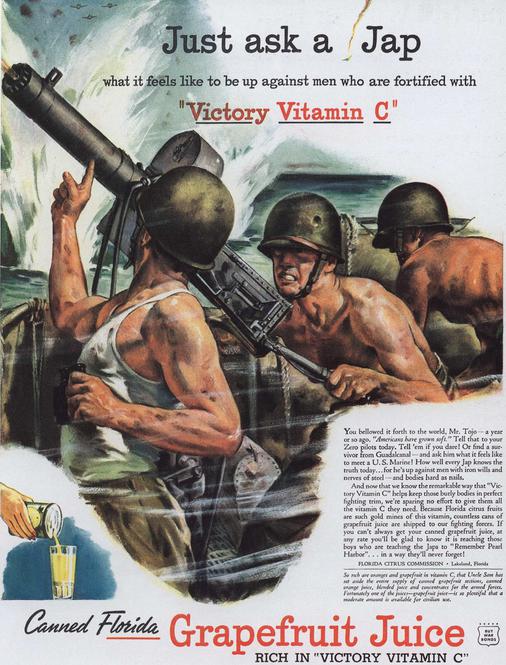 Just ask a Jap
what it feels like to be up against men who are fortified with
"Victory Vitamin C"
You bellowed it forth to the world, Mr. Tojo—a year
or so ago, "Americans have grown soft." Tell that to your
Zero pilots today. Tell 'em if you dare! Or find a sur-
vivor from Guadalcanal—and ask him what it feels like
to meet a U. S. Marine! How well every Jap knows the
truth today...for he's up against men with iron wills and
nerves of steel—and bodies hard as nails.
And now that we know the remarkable way that "Vic-
tory Vitamin C" helps keep those burly bodies in perfect
fighting trim, we're sparing no effort to give them all
the vitamin C they need. Because Florida citrus fruits
are such gold mines of this vitamin, countless cans of
grapefruit juice are shipped to our fighting forces. If
you can't always get your canned grapefruit juice, at
any rate you'll be glad to know it is reaching those
boys who are teaching the Japs to "Remember Pearl
Harbor"... in a way they'll never forget!
FLORIDA CITRUS COMMISSION • Lakeland, Florida
So rich are oranges and grapefruit in vitamin C, that Uncle Sam has
set aside the entire supply of canned grapefruit sections, canned
orange juice, blended juice and concentrates for the armed forces.
Fortunately one of the juices—grapefruit juice—is so plentiful that a
moderate amount is available for civilian use.
Canned Florida
Grapefruit Juice
BUY
WAR
BONDS
RICH IN "VICTORY VITAMIN C"